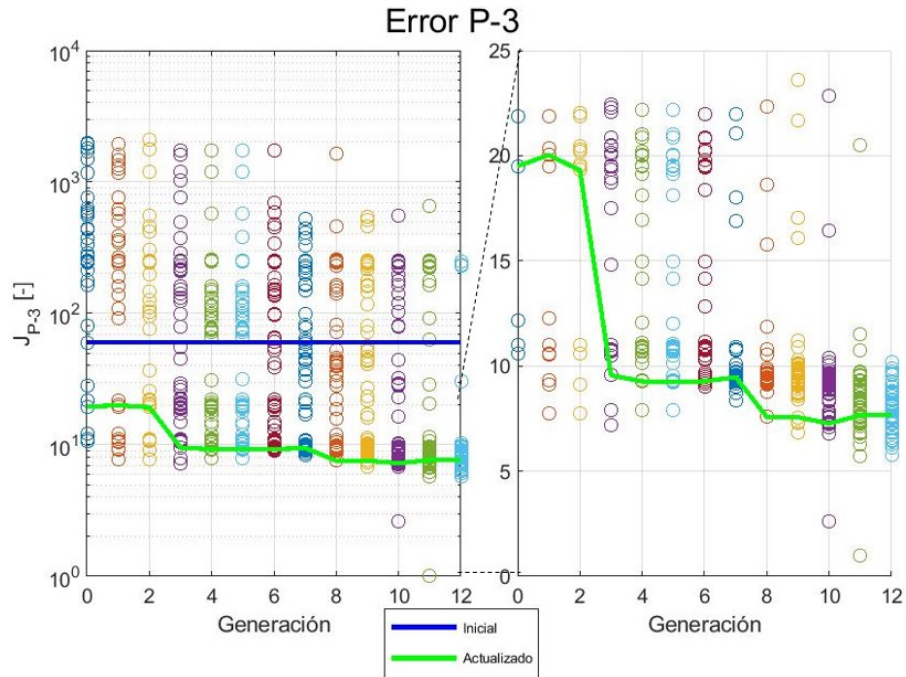 Error P-3
10^4
10^3
10^2
10^1
10^0
J_{P-3} [-]
0 2 4 6 8 10 12
Generación
25
20
15
10
5
0
0 2 4 6 8 10 12
Generación
Inicial
Actualizado